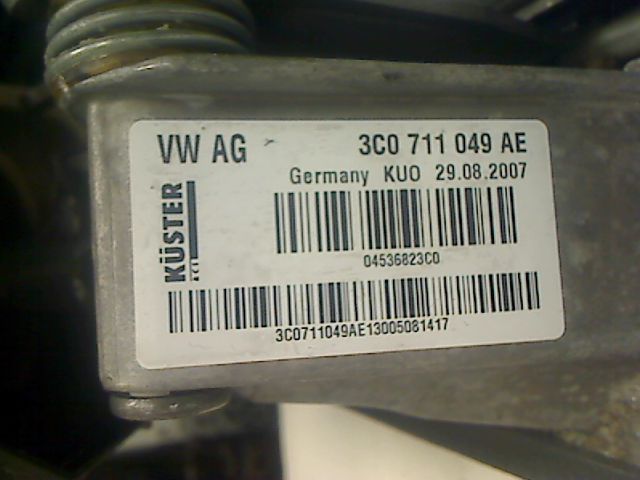 VW AG 3C0 711 049 AE
Germany KUO 29.08.2007
KÜSTER
04536823C0
3C0711049AE13005081417